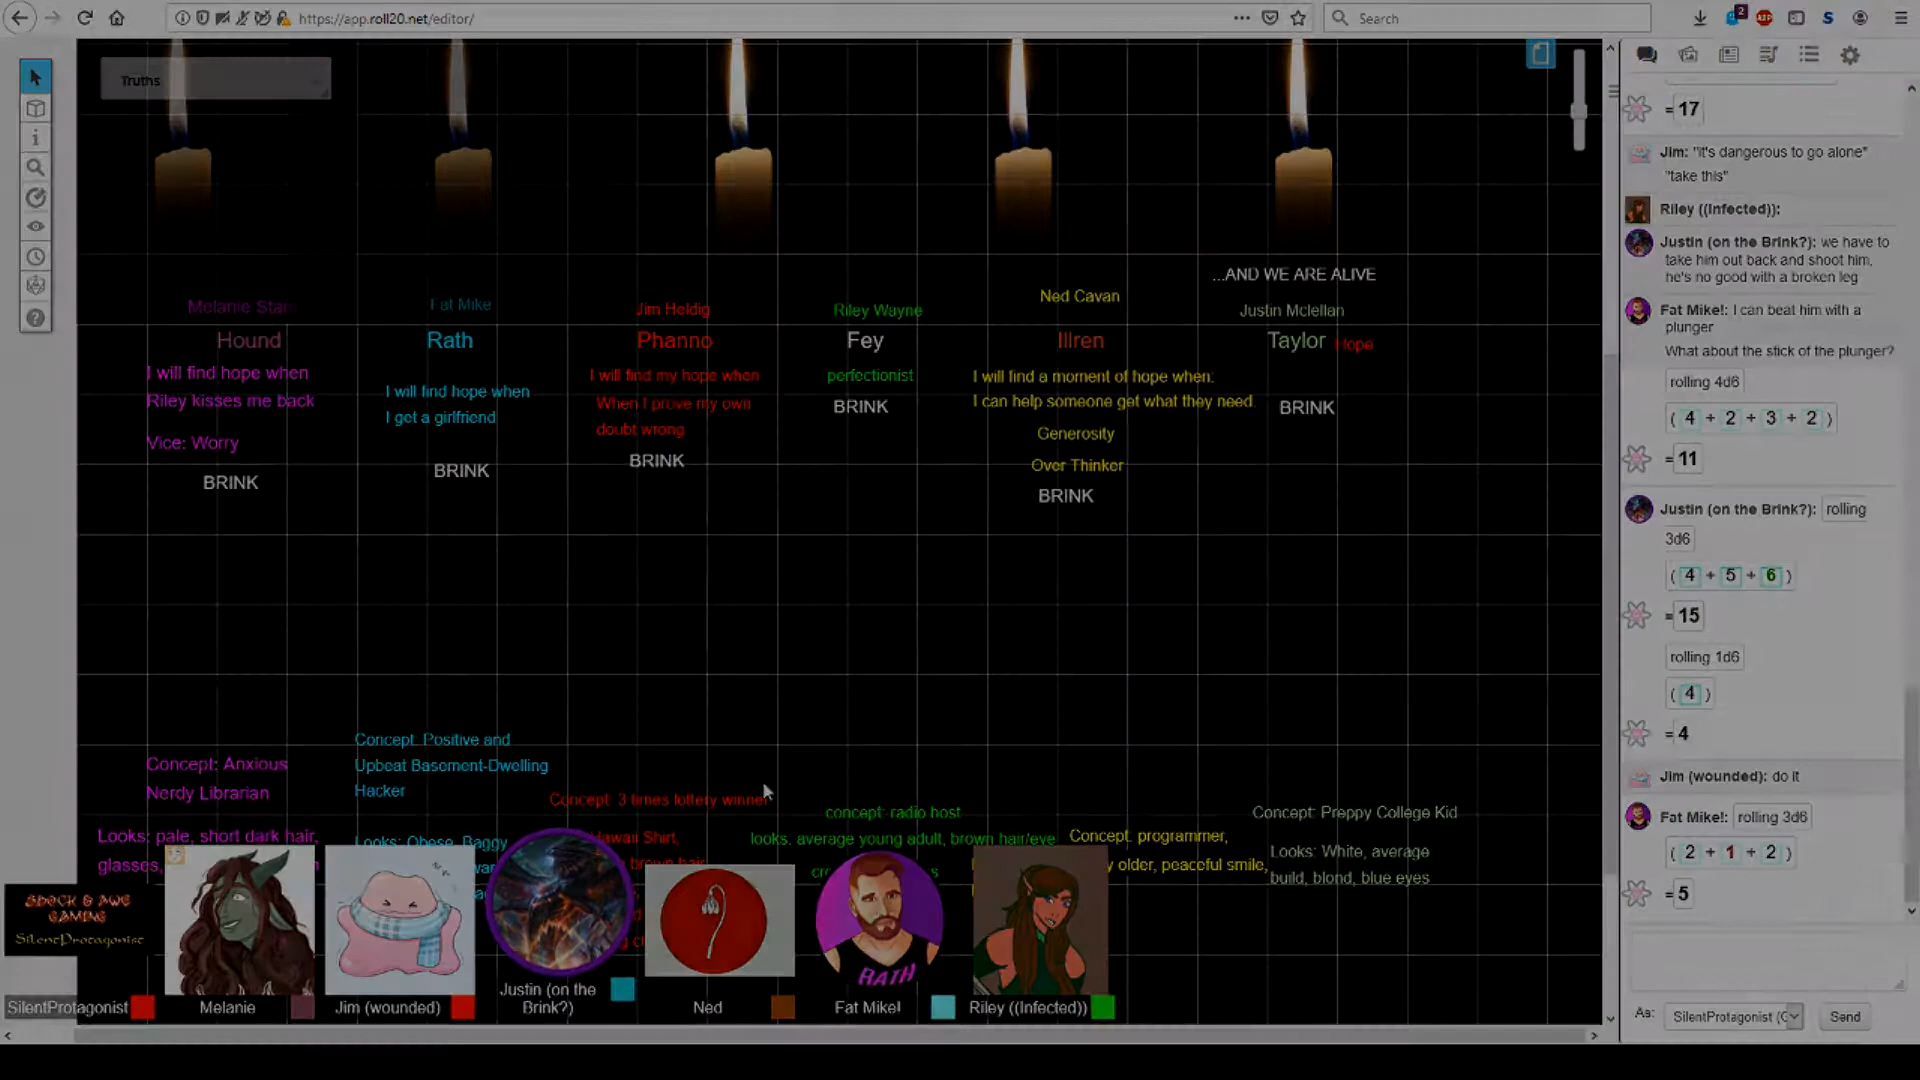 https://app.roll20.net/editor/
Search
2
ABP
S
Truths
...AND WE ARE ALIVE
Melanie Starr
Hound
I will find hope when
Riley kisses me back
Vice: Worry
BRINK
Fat Mike
Rath
I will find hope when
I get a girlfriend
BRINK
Jim Heldig
Phanno
I will find my hope when
When I prove my own
doubt wrong
BRINK
Riley Wayne
Fey
perfectionist
BRINK
Ned Cavan
Illren
I will find a moment of hope when:
I can help someone get what they need.
Generosity
Over Thinker
BRINK
Justin Mclellan
Taylor Hope
BRINK
Concept: Anxious
Nerdy Librarian
Looks: pale, short dark hair,
glasses,
Concept: Positive and
Upbeat Basement-Dwelling
Hacker
Looks: Obese, Baggy
Concept: 3 times lottery winner
Hawaii Shirt,
brown hair
concept: radio host
looks: average young adult, brown hair/eye
Concept: programmer,
older, peaceful smile,
Concept: Preppy College Kid
Looks: White, average
build, blond, blue eyes
SHOCK & AWE
GAMING
SilentProtagonist
RATH
SilentProtagonist
Melanie
Jim (wounded)
Justin (on the
Brink?)
Ned
Fat Mike!
Riley ((Infected))
=17
Jim: "it's dangerous to go alone"
"take this"
Riley ((Infected)):
Justin (on the Brink?): we have to
take him out back and shoot him,
he's no good with a broken leg
Fat Mike!: I can beat him with a
plunger
What about the stick of the plunger?
rolling 4d6
(4+2+3+2)
=11
Justin (on the Brink?): rolling
3d6
(4+5+6)
=15
rolling 1d6
(4)
=4
Jim (wounded): do it
Fat Mike!: rolling 3d6
(2+1+2)
=5
As: SilentProtagonist (G
Send